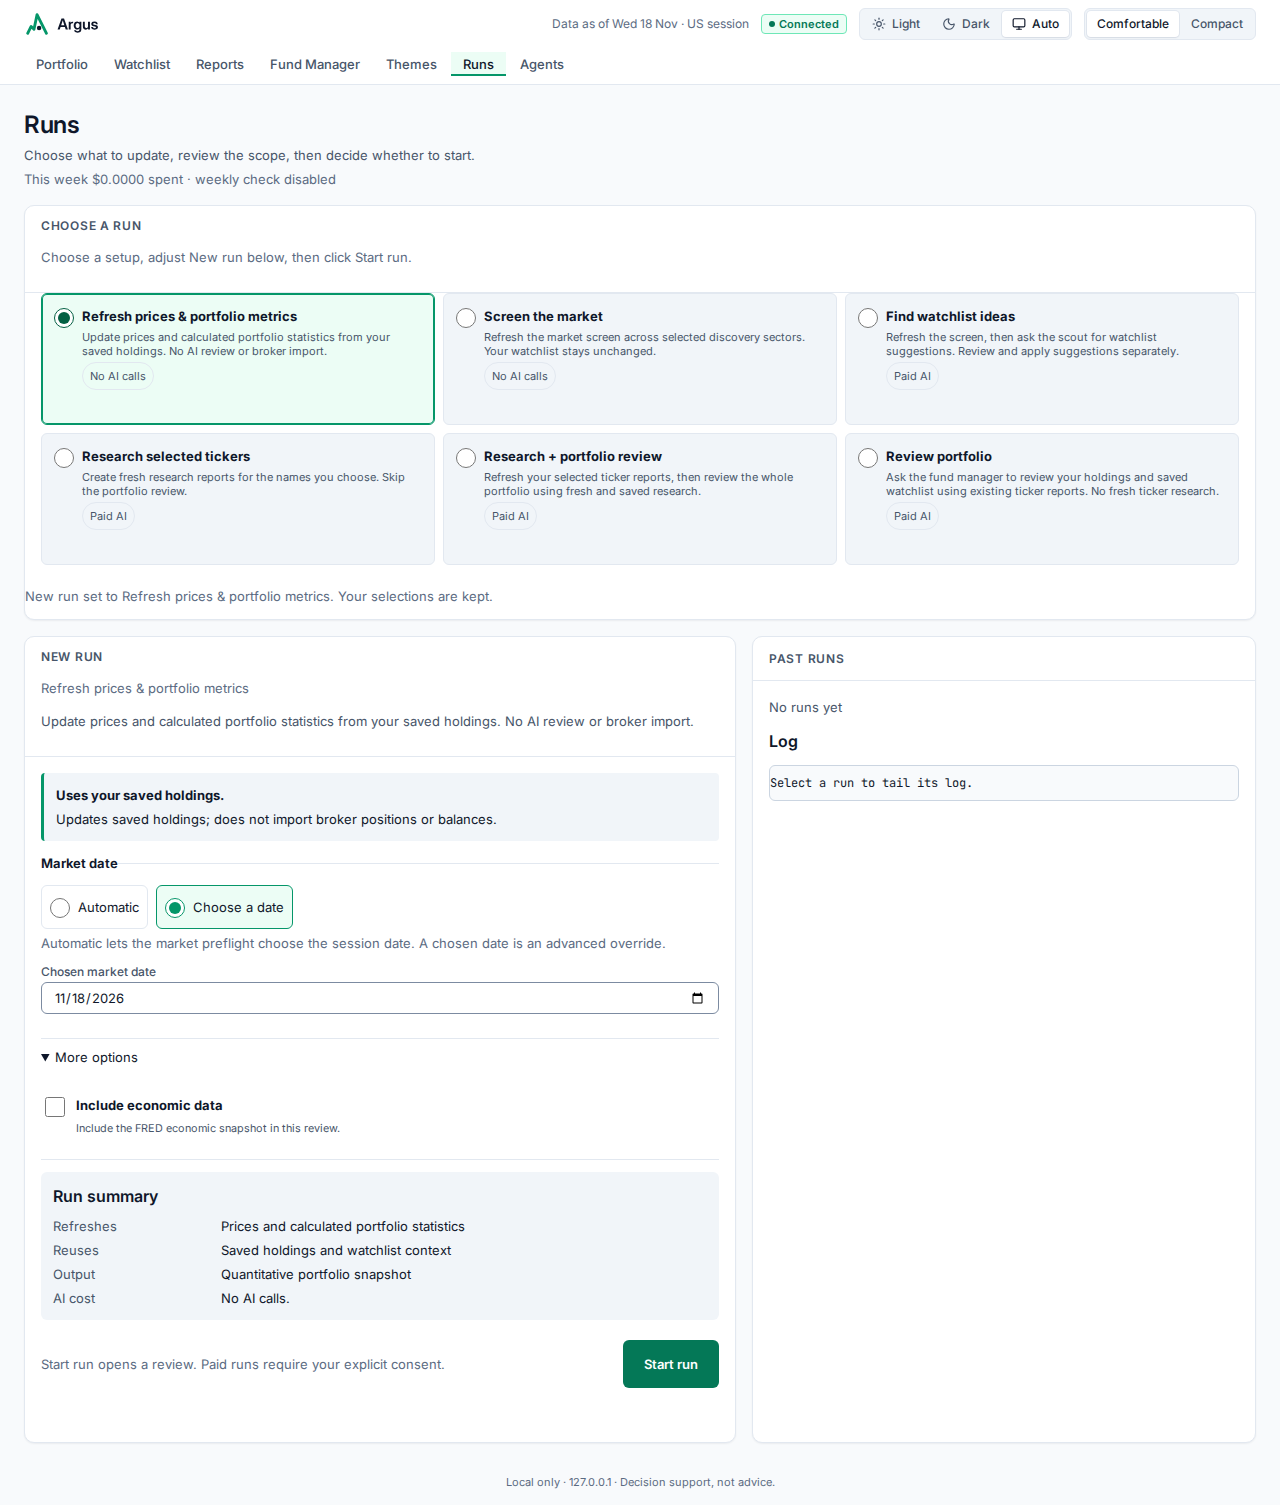 Argus
Data as of Wed 18 Nov · US session
Connected
Light
Dark
Auto
Comfortable
Compact
Portfolio
Watchlist
Reports
Fund Manager
Themes
Runs
Agents
Runs
Choose what to update, review the scope, then decide whether to start.
This week $0.0000 spent · weekly check disabled
CHOOSE A RUN
Choose a setup, adjust New run below, then click Start run.
Refresh prices & portfolio metrics
Update prices and calculated portfolio statistics from your
saved holdings. No AI review or broker import.
No AI calls
Screen the market
Refresh the market screen across selected discovery sectors.
Your watchlist stays unchanged.
No AI calls
Find watchlist ideas
Refresh the screen, then ask the scout for watchlist
suggestions. Review and apply suggestions separately.
Paid AI
Research selected tickers
Create fresh research reports for the names you choose. Skip
the portfolio review.
Paid AI
Research + portfolio review
Refresh your selected ticker reports, then review the whole
portfolio using fresh and saved research.
Paid AI
Review portfolio
Ask the fund manager to review your holdings and saved
watchlist using existing ticker reports. No fresh ticker research.
Paid AI
New run set to Refresh prices & portfolio metrics. Your selections are kept.
NEW RUN
Refresh prices & portfolio metrics
Update prices and calculated portfolio statistics from your saved holdings. No AI review or broker import.
Uses your saved holdings.
Updates saved holdings; does not import broker positions or balances.
Market date
Automatic
Choose a date
Automatic lets the market preflight choose the session date. A chosen date is an advanced override.
Chosen market date
11/18/2026
More options
Include economic data
Include the FRED economic snapshot in this review.
Run summary
Refreshes
Prices and calculated portfolio statistics
Reuses
Saved holdings and watchlist context
Output
Quantitative portfolio snapshot
AI cost
No AI calls.
Start run opens a review. Paid runs require your explicit consent.
Start run
PAST RUNS
No runs yet
Log
Select a run to tail its log.
Local only · 127.0.0.1 · Decision support, not advice.